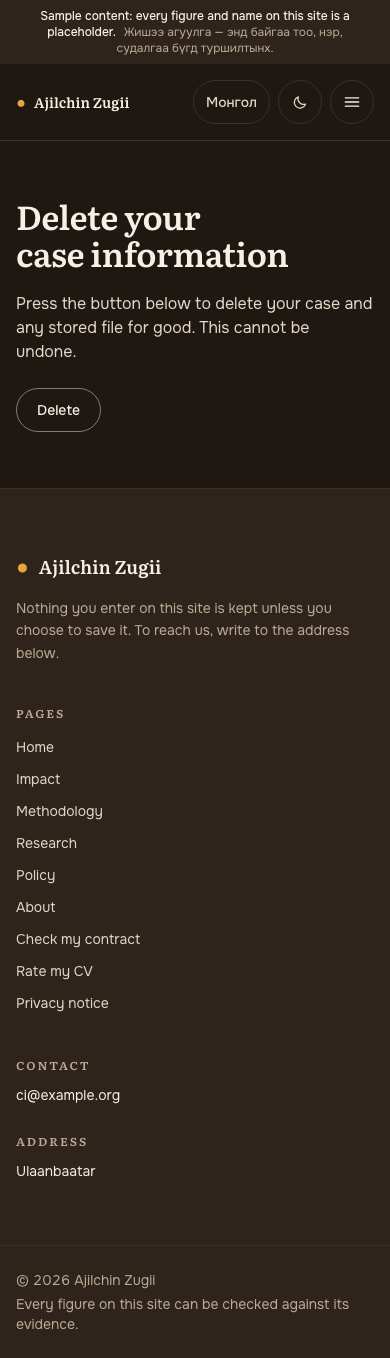 Sample content: every figure and name on this site is a
placeholder. Жишээ агуулга — энд байгаа тоо, нэр,
судалгаа бүгд туршилтынх.
Ajilchin Zugii
Монгол
Delete your
case information
Press the button below to delete your case and
any stored file for good. This cannot be
undone.
Delete
Ajilchin Zugii
Nothing you enter on this site is kept unless you
choose to save it. To reach us, write to the address
below.
PAGES
Home
Impact
Methodology
Research
Policy
About
Check my contract
Rate my CV
Privacy notice
CONTACT
ci@example.org
ADDRESS
Ulaanbaatar
© 2026 Ajilchin Zugii
Every figure on this site can be checked against its
evidence.